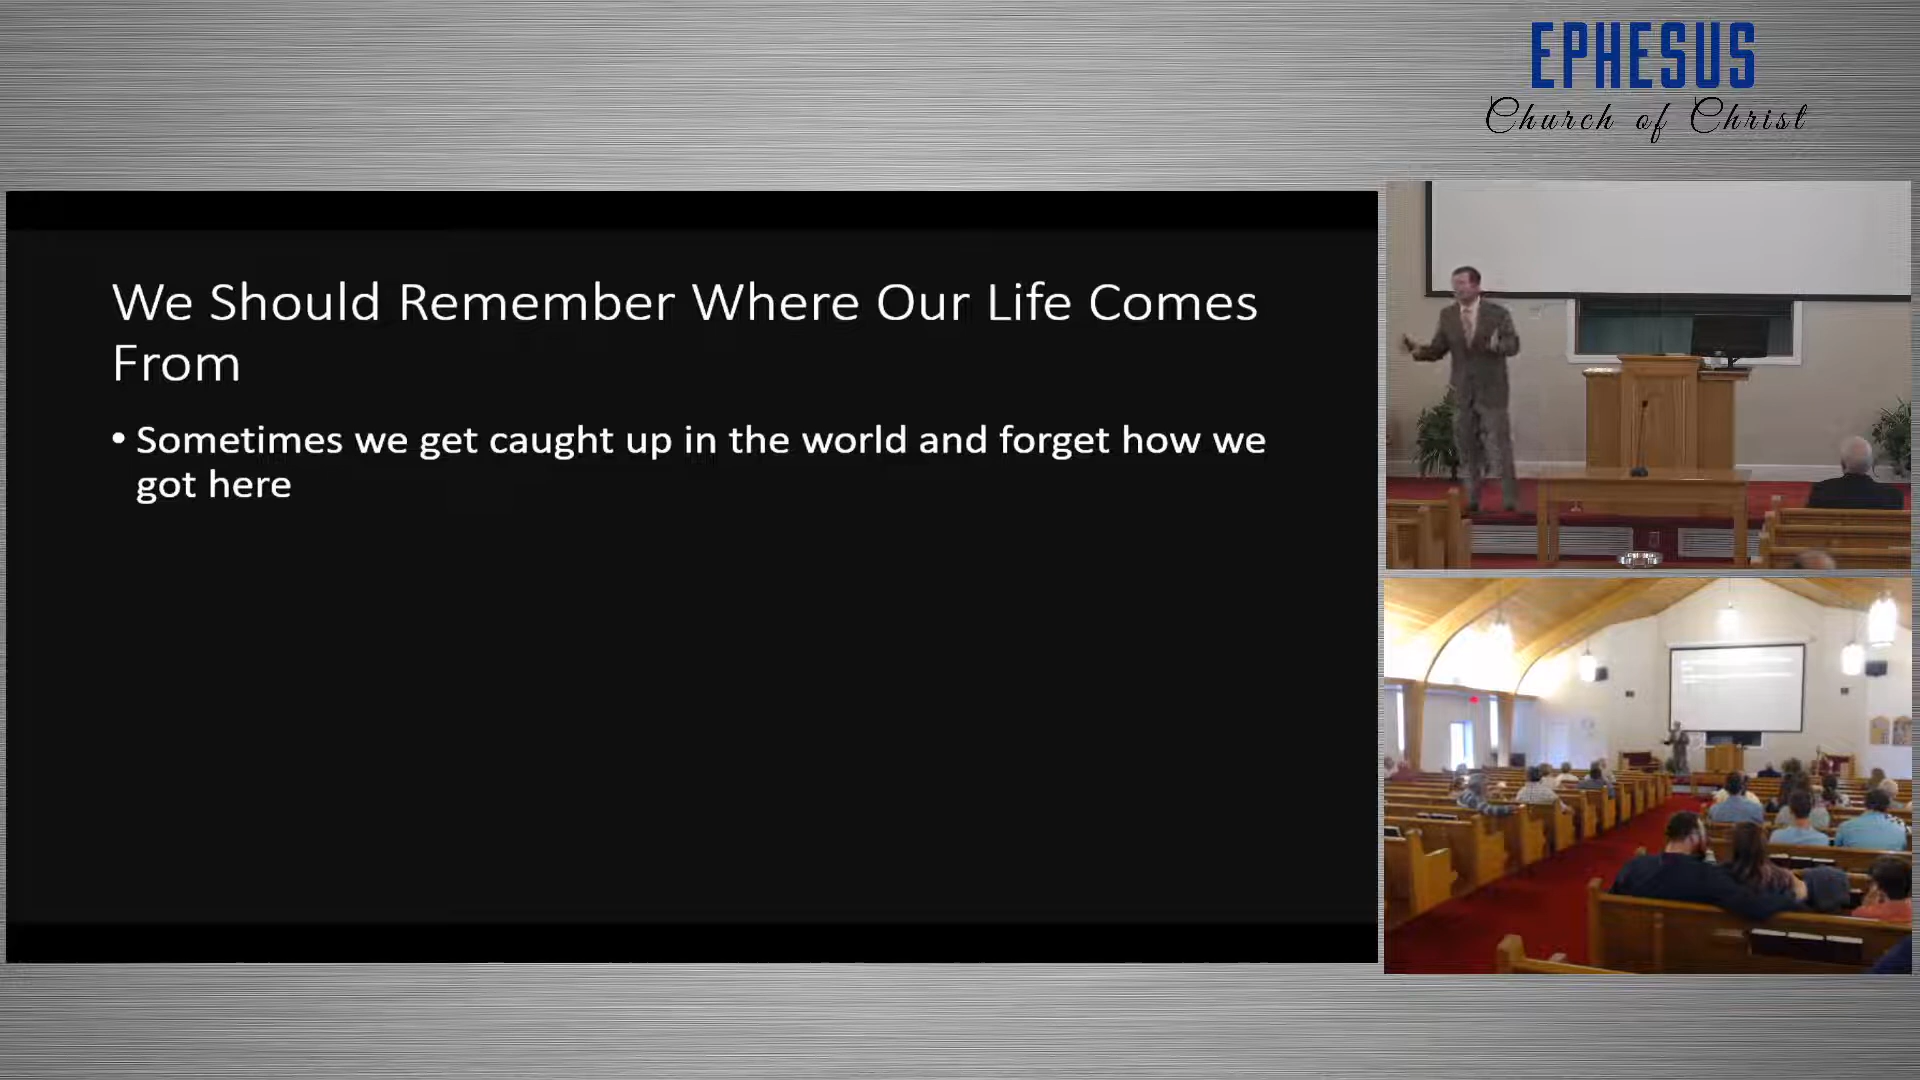 EPHESUS
Church of Christ
We Should Remember Where Our Life Comes
From
• Sometimes we get caught up in the world and forget how we
got here